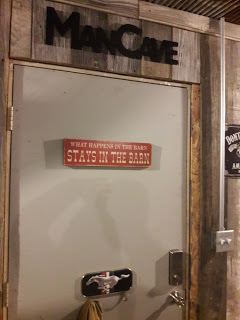 MANCAVE
WHAT HAPPENS IN THE BARN
STAYS IN THE BARN